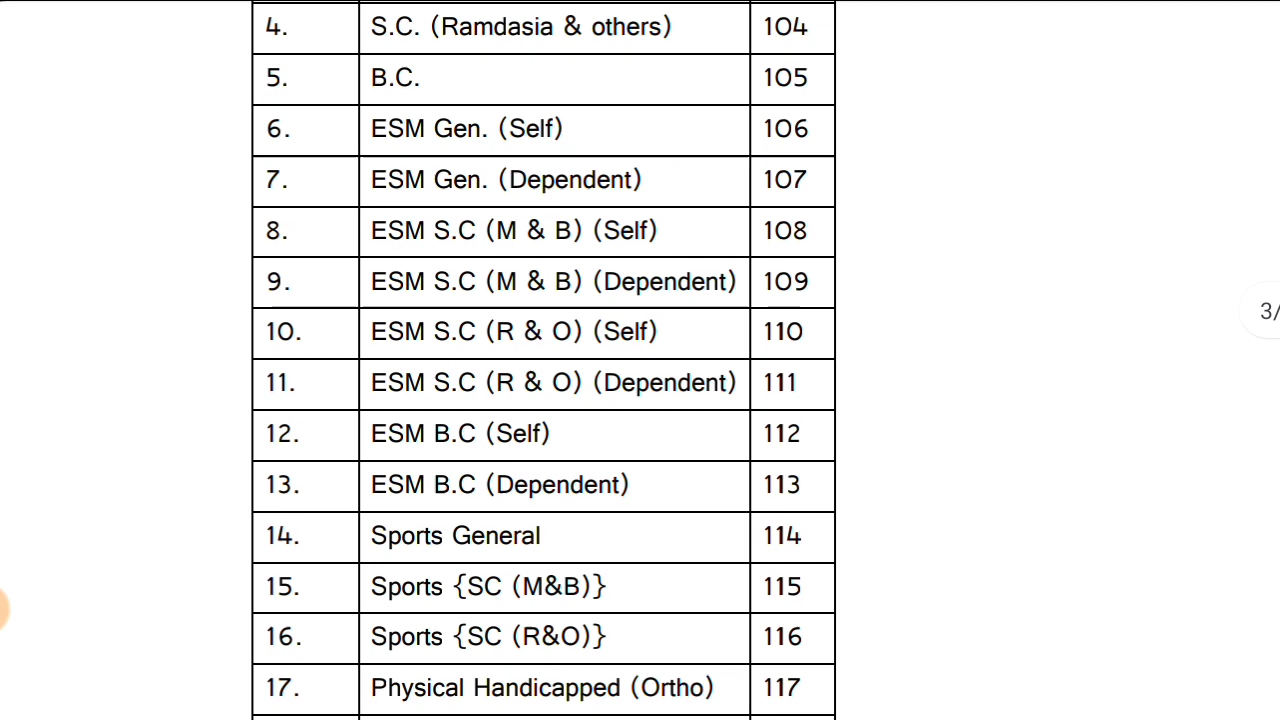 4. S.C. (Ramdasia & others) 104
5. B.C. 105
6. ESM Gen. (Self) 106
7. ESM Gen. (Dependent) 107
8. ESM S.C (M & B) (Self) 108
9. ESM S.C (M & B) (Dependent) 109
10. ESM S.C (R & O) (Self) 110
11. ESM S.C (R & O) (Dependent) 111
12. ESM B.C (Self) 112
13. ESM B.C (Dependent) 113
14. Sports General 114
15. Sports {SC (M&B)} 115
16. Sports {SC (R&O)} 116
17. Physical Handicapped (Ortho) 117
3/